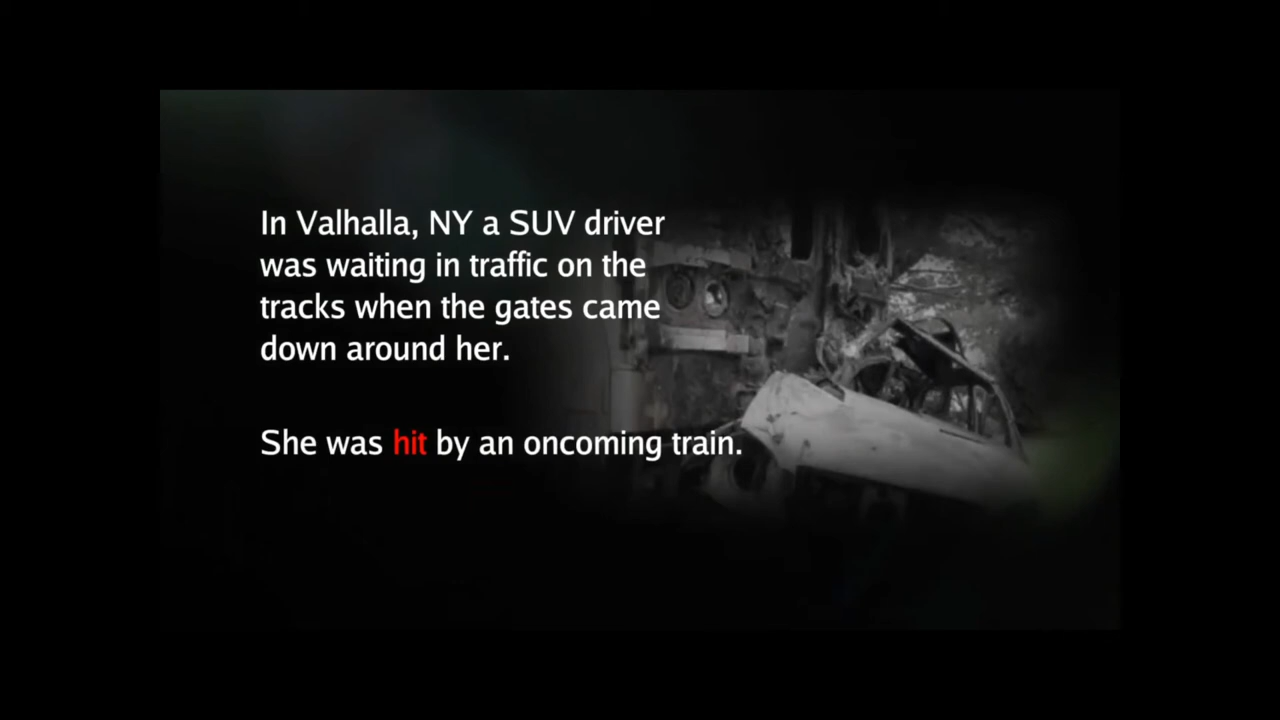 In Valhalla, NY a SUV driver
was waiting in traffic on the
tracks when the gates came
down around her.
She was hit by an oncoming train.